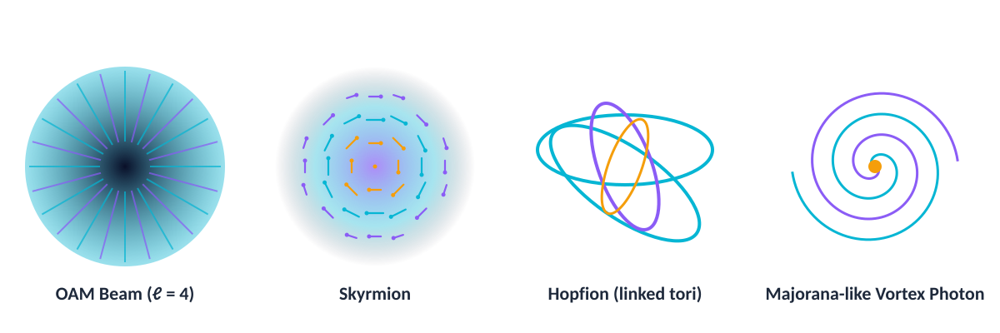 OAM Beam (ℓ = 4)
Skyrmion
Hopfion (linked tori)
Majorana-like Vortex Photon